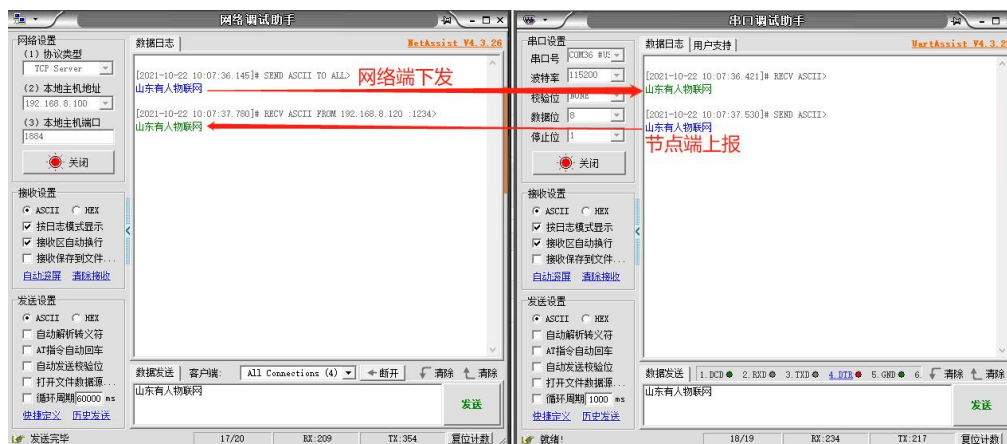 网络调试助手
网络设置
(1) 协议类型
TCP Server
(2) 本地主机地址
192.168.8.100
(3) 本地主机端口
1884
关闭
接收设置
ASCII HEX
按日志模式显示
接收区自动换行
接收保存到文件...
自动滚屏 清除接收
发送设置
ASCII HEX
自动解析转义符
AT指令自动回车
自动发送校验位
打开文件数据源...
循环周期 60000 ms
快捷定义 历史发送
数据日志
NetAssist V4.3.26
[2021-10-22 10:07:36.145]# SEND ASCII TO ALL>
山东有人物联网
网络端下发
[2021-10-22 10:07:37.780]# RECV ASCII FROM 192.168.8.120 :1234>
山东有人物联网
数据发送 客户端: All Connections (4) 断开 清除 清除
山东有人物联网
发送
发送完毕 17/20 RX:209 TX:354 复位计数
串口调试助手
串口设置
串口号 COM36 #US
波特率 115200
校验位 NONE
数据位 8
停止位 1
关闭
接收设置
ASCII HEX
按日志模式显示
接收区自动换行
接收保存到文件...
自动滚屏 清除接收
发送设置
ASCII HEX
自动解析转义符
AT指令自动回车
自动发送校验位
打开文件数据源...
循环周期 1000 ms
快捷定义 历史发送
数据日志 用户支持
UartAssist V4.3.2
[2021-10-22 10:07:36.421]# RECV ASCII>
山东有人物联网
[2021-10-22 10:07:37.530]# SEND ASCII>
山东有人物联网
节点端上报
数据发送 1.DCD 2.RXD 3.TXD 4.DTR 5.GND 6. 清除 清除
山东有人物联网
发送
就绪! 18/19 RX:234 TX:217 复位计数